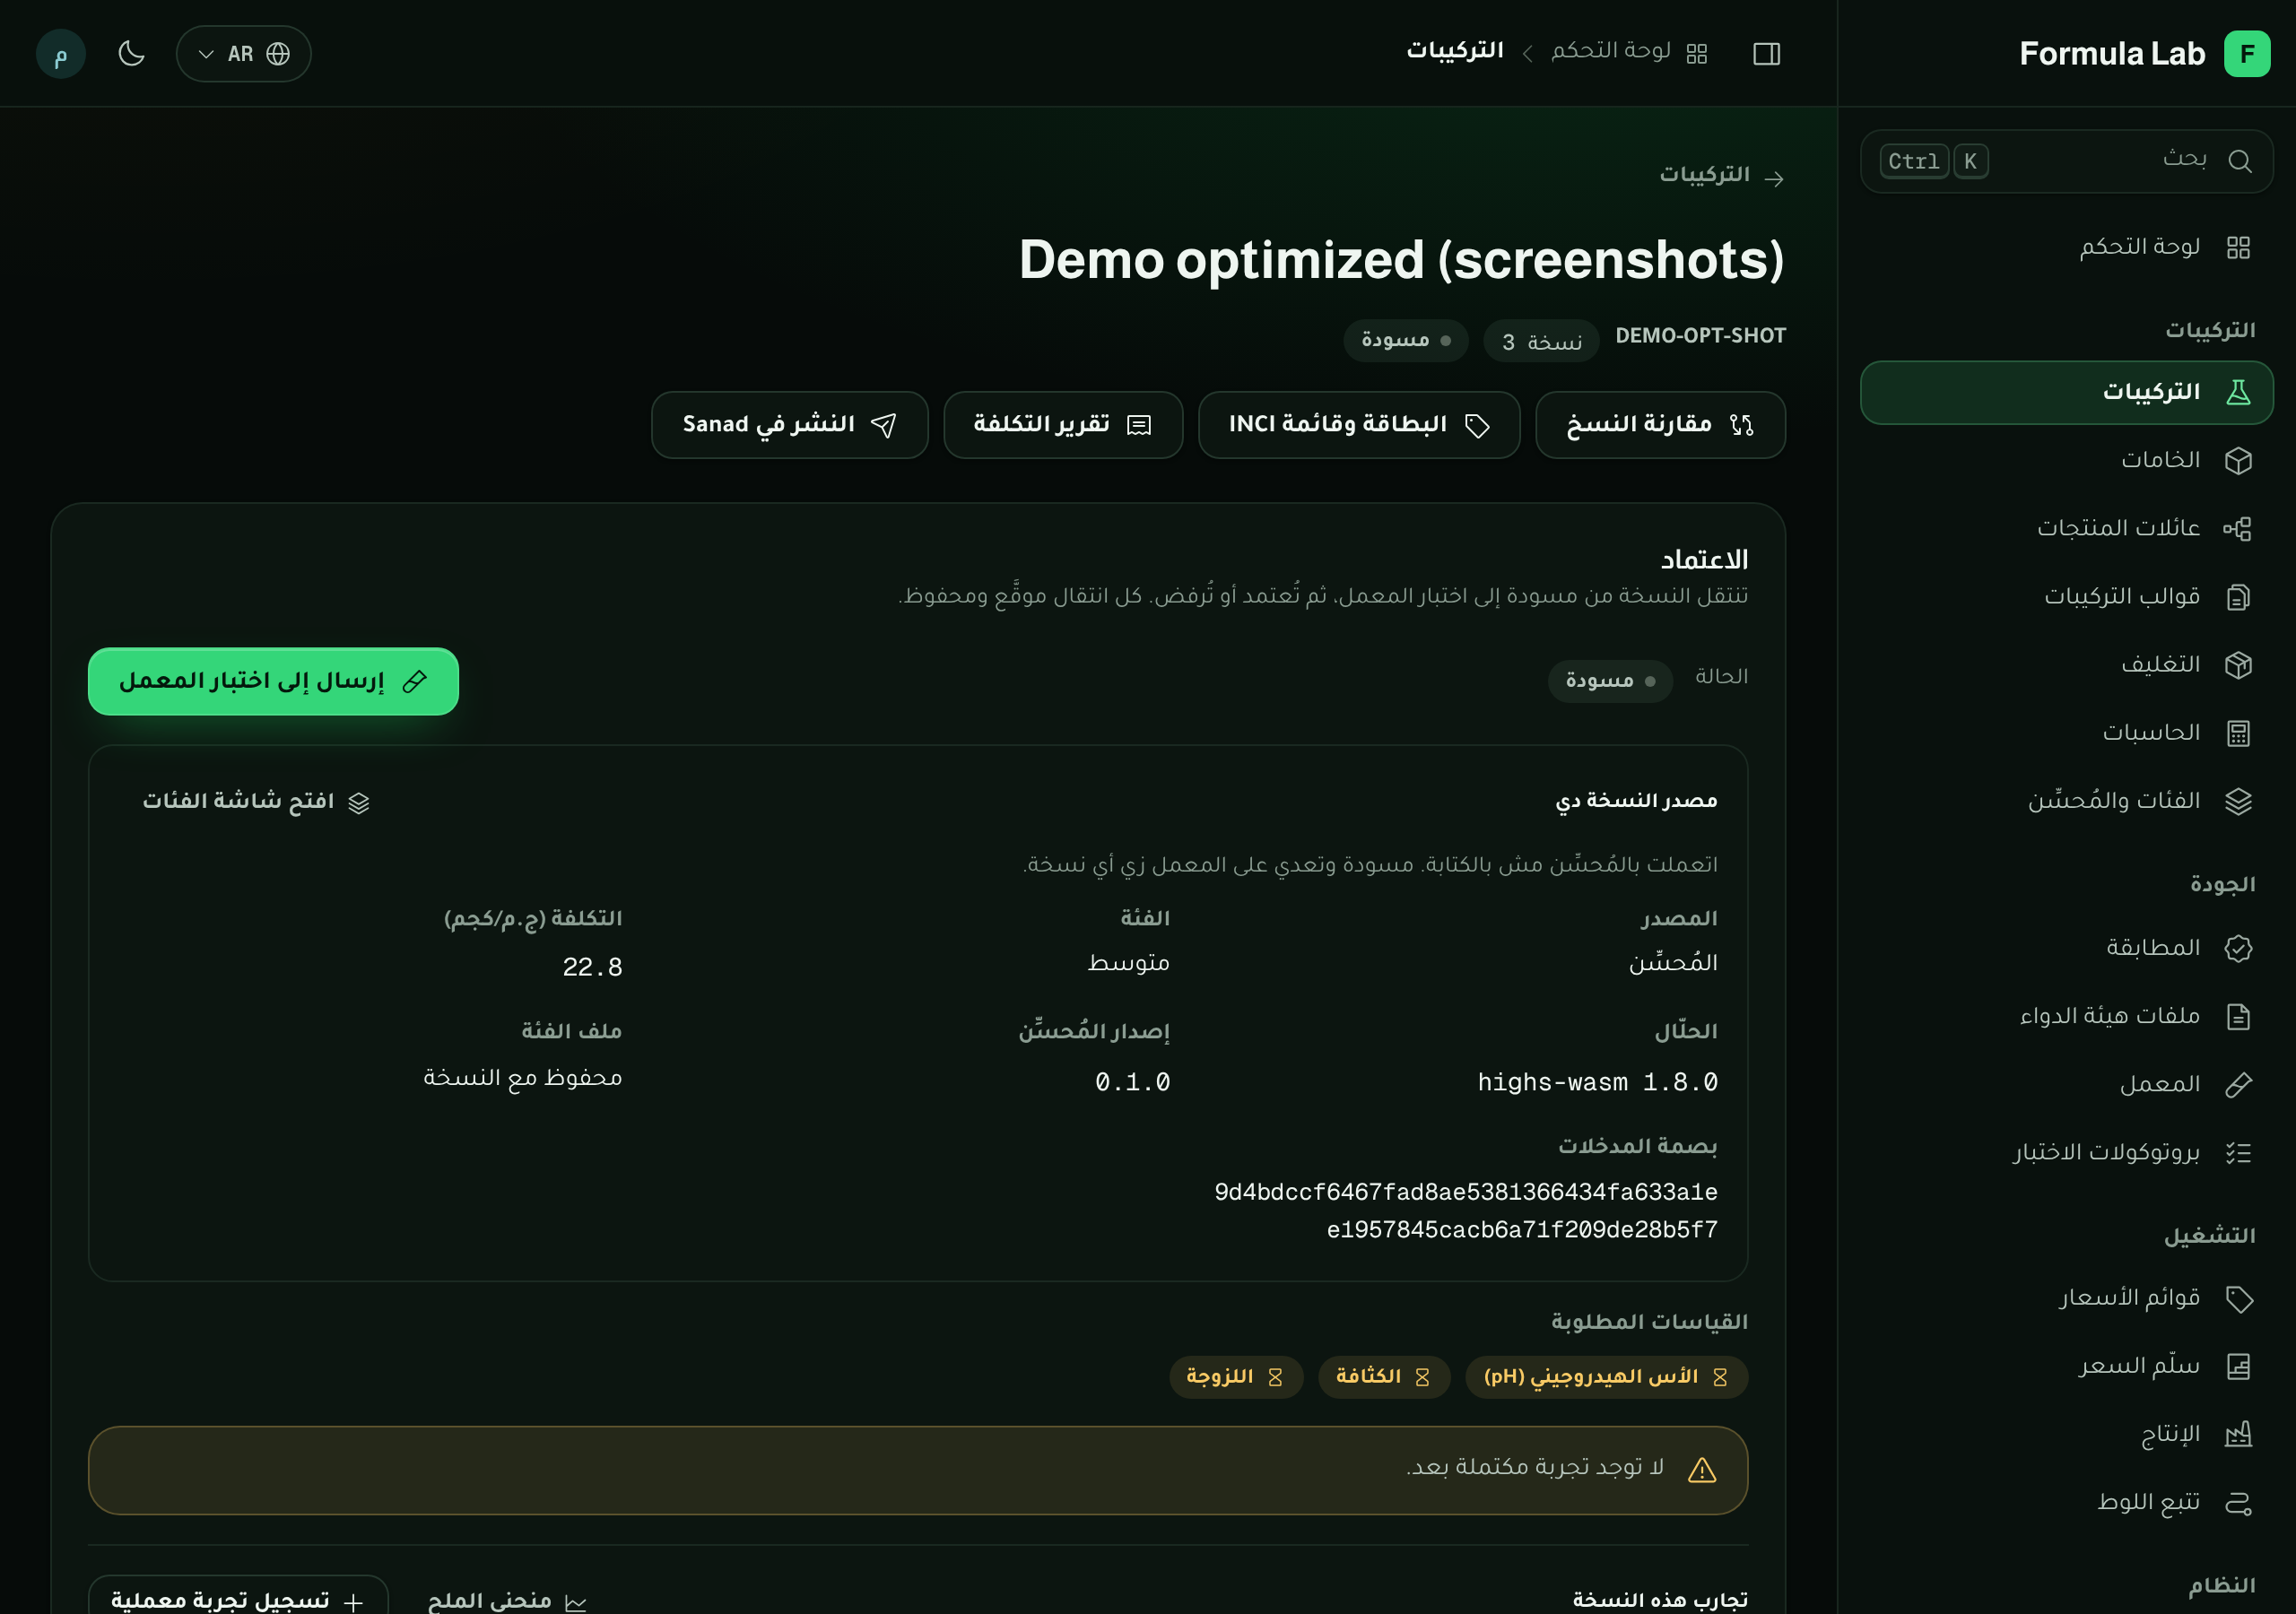 Formula Lab
F
بحث
Ctrl K
لوحة التحكم
التركيبات
التركيبات
الخامات
عائلات المنتجات
قوالب التركيبات
التغليف
الحاسبات
الفئات والمُحسِّن
الجودة
المطابقة
ملفات هيئة الدواء
المعمل
بروتوكولات الاختبار
التشغيل
قوائم الأسعار
سلّم السعر
الإنتاج
تتبع اللوط
النظام
لوحة التحكم
التركيبات
AR
م
التركيبات
Demo optimized (screenshots)
DEMO-OPT-SHOT نسخة 3 مسودة
مقارنة النسخ
البطاقة وقائمة INCI
تقرير التكلفة
النشر في Sanad
الاعتماد
تنتقل النسخة من مسودة إلى اختبار المعمل، ثم تُعتمد أو تُرفض. كل انتقال موقَّع ومحفوظ.
الحالة مسودة
إرسال إلى اختبار المعمل
مصدر النسخة دي
افتح شاشة الفئات
اتعملت بالمُحسِّن مش بالكتابة. مسودة وتعدي على المعمل زي أي نسخة.
المصدر
المُحسِّن
الفئة
متوسط
التكلفة (ج.م/كجم)
22.8
الحلّال
highs-wasm 1.8.0
إصدار المُحسِّن
0.1.0
ملف الفئة
محفوظ مع النسخة
بصمة المدخلات
9d4bdccf6467fad8ae5381366434fa633a1e
e1957845cacb6a71f209de28b5f7
القياسات المطلوبة
الأس الهيدروجيني (pH)
الكثافة
اللزوجة
لا توجد تجربة مكتملة بعد.
تجارب هذه النسخة
منحنى الملح
تسجيل تجربة معملية